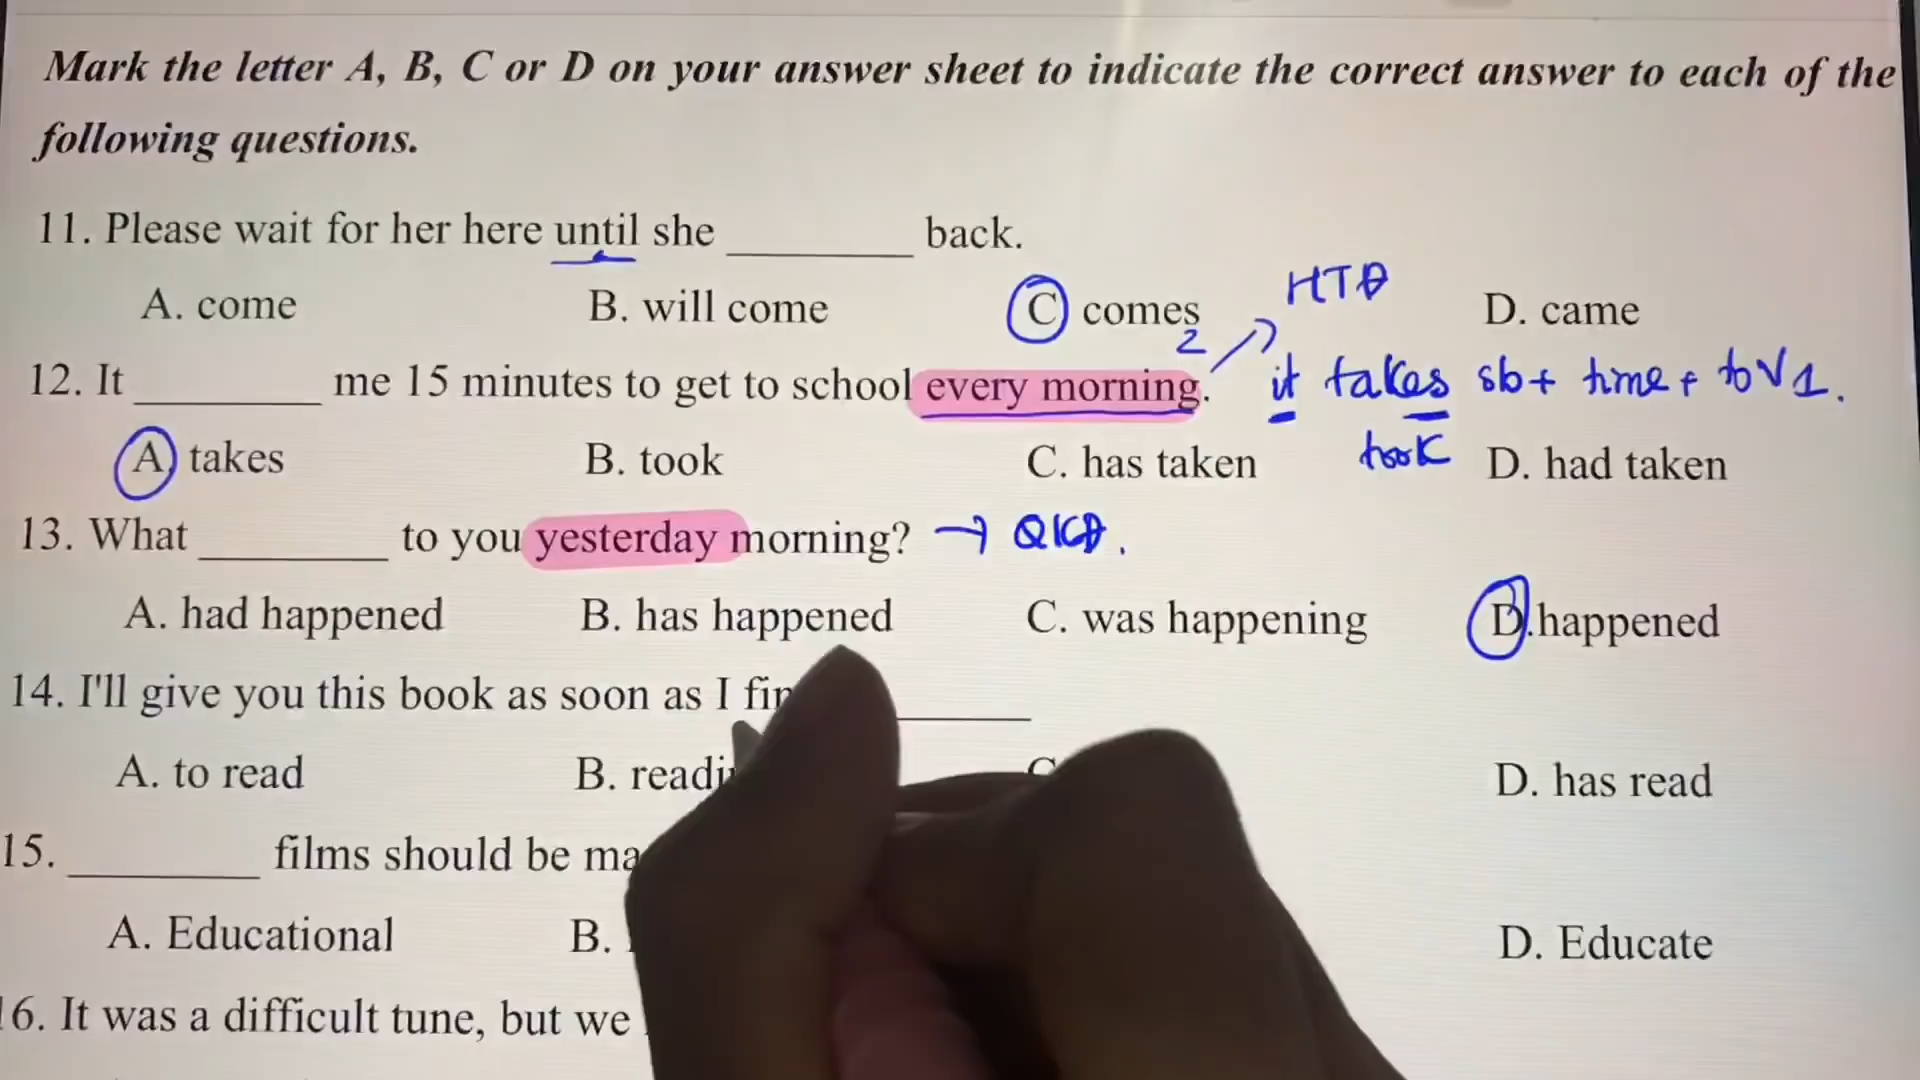 Mark the letter A, B, C or D on your answer sheet to indicate the correct answer to each of the
following questions.
11. Please wait for her here until she ________ back.
HTĐ
A. come B. will come C comes D. came
2
12. It ________ me 15 minutes to get to school every morning. it takes sb + time + to V1.
took
A takes B. took C. has taken D. had taken
13. What ________ to you yesterday morning? → QKĐ.
A. had happened B. has happened C. was happening D. happened
14. I'll give you this book as soon as I ________
A. to read B. D. has read
15. ________ films should be
A. Educational B. D. Educate
16. It was a difficult tune, but we